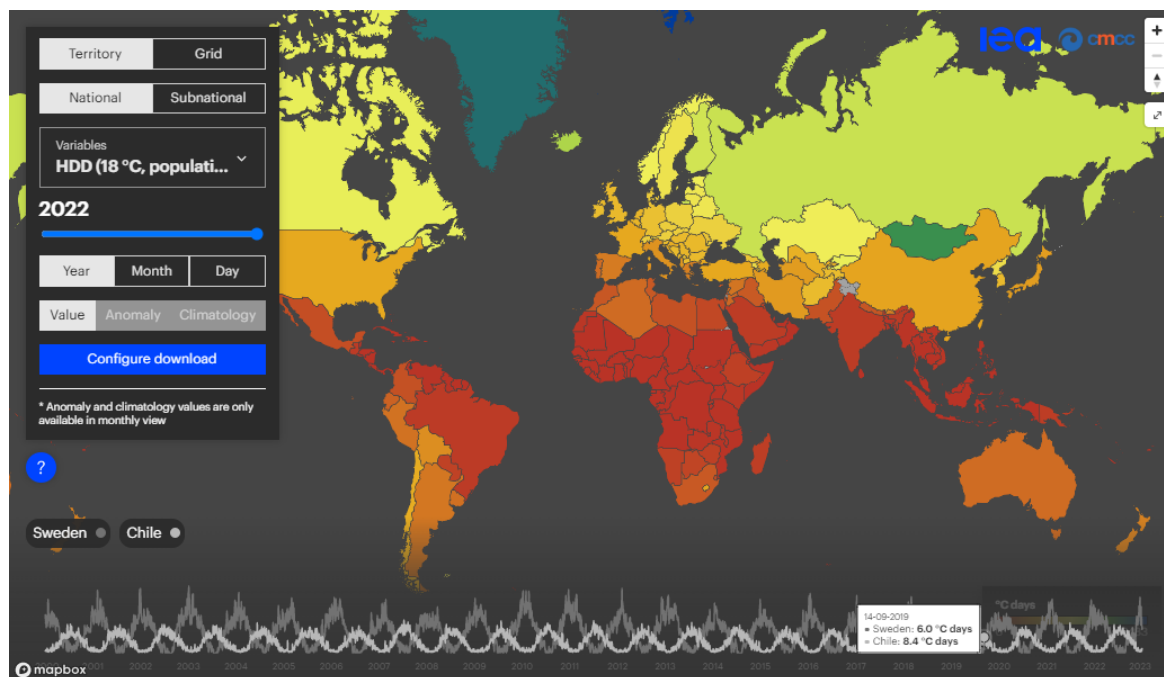 Territory
Grid
National
Subnational
Variables
HDD (18 °C, populati...
2022
Year
Month
Day
Value
Anomaly
Climatology
Configure download
* Anomaly and climatology values are only
available in monthly view
?
iea
cmcc
Sweden
Chile
°C days
14-09-2019
Sweden: 6.0 °C days
Chile: 8.4 °C days
2000 2001 2002 2003 2004 2005 2006 2007 2008 2009 2010 2011 2012 2013 2014 2015 2016 2017 2018 2019 2020 2021 2022 2023
mapbox